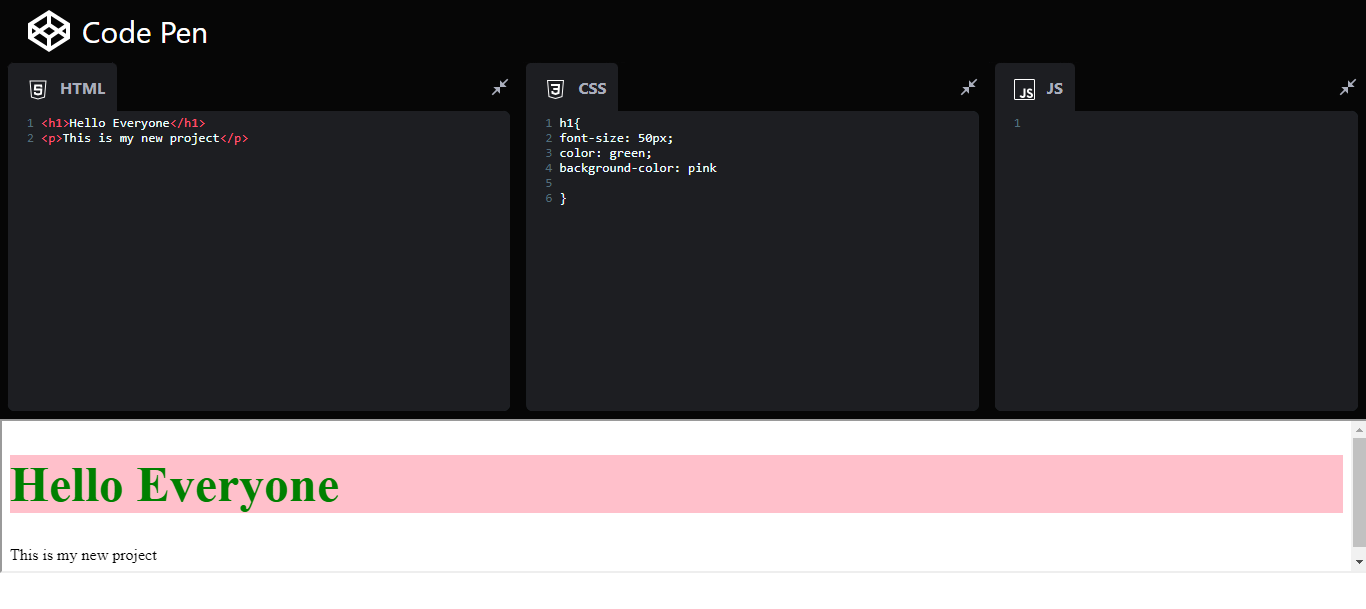 Code Pen
HTML
CSS
JS
1 <h1>Hello Everyone</h1>
2 <p>This is my new project</p>
1 h1{
2 font-size: 50px;
3 color: green;
4 background-color: pink
5
6 }
1
Hello Everyone
This is my new project